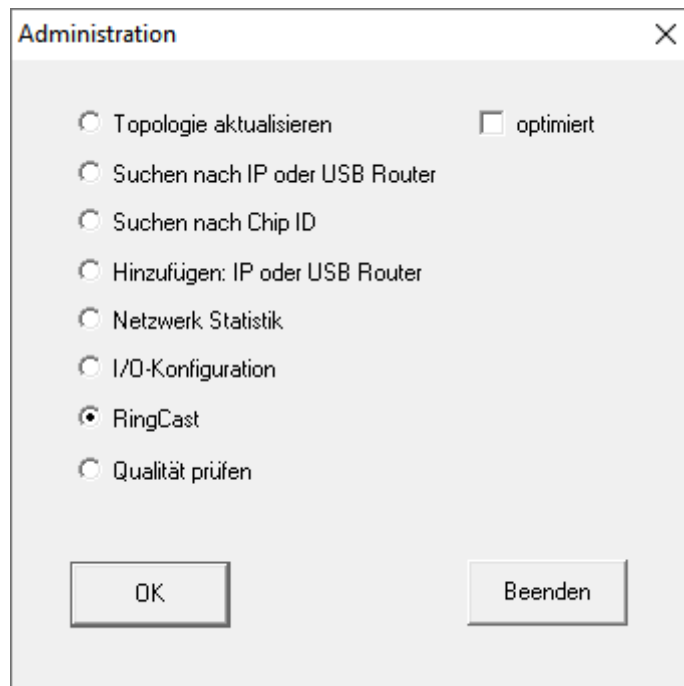 Administration
Topologie aktualisieren optimiert
Suchen nach IP oder USB Router
Suchen nach Chip ID
Hinzufügen: IP oder USB Router
Netzwerk Statistik
I/O-Konfiguration
RingCast
Qualität prüfen
OK Beenden